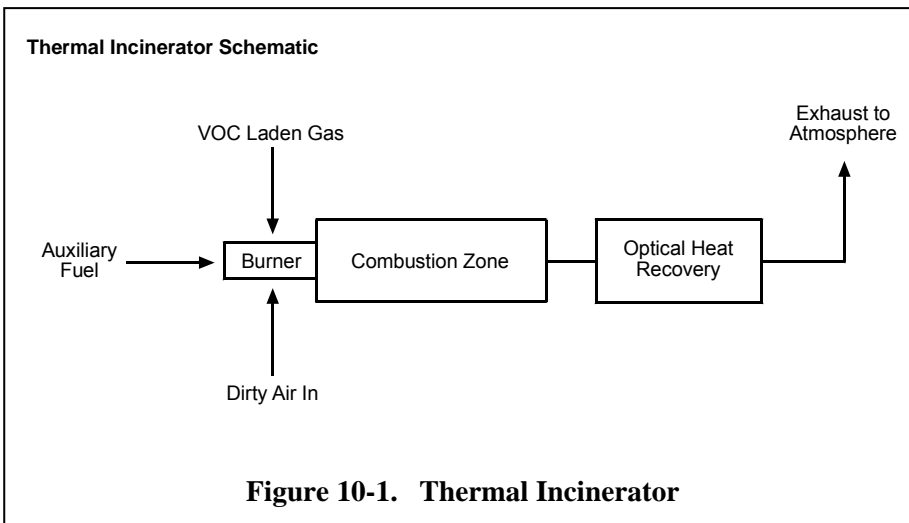 Thermal Incinerator Schematic
Exhaust to
Atmosphere
VOC Laden Gas
Auxiliary
Fuel
Burner
Combustion Zone
Optical Heat
Recovery
Dirty Air In
Figure 10-1. Thermal Incinerator